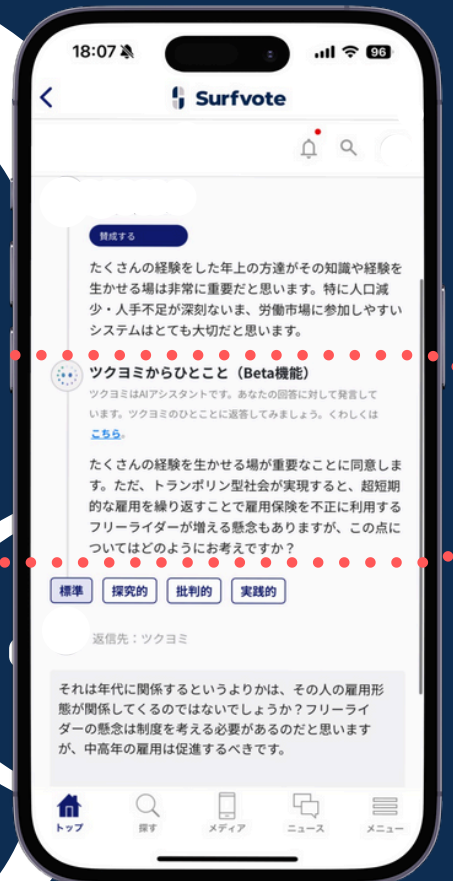 18:07
96
Surfvote
賛成する
たくさんの経験をした年上の方達がその知識や経験を
生かせる場は非常に重要だと思います。特に人口減
少・人手不足が深刻ないま、労働市場に参加しやすい
システムはとても大切だと思います。
ツクヨミからひとこと（Beta機能）
ツクヨミはAIアシスタントです。あなたの回答に対して発言して
います。ツクヨミのひとことに返答してみましょう。くわしくは
こちら。
たくさんの経験を生かせる場が重要なことに同意しま
す。ただ、トランポリン型社会が実現すると、超短期
的な雇用を繰り返すことで雇用保険を不正に利用する
フリーライダーが増える懸念もありますが、この点に
ついてはどのようにお考えですか？
標準 探究的 批判的 実践的
返信先：ツクヨミ
それは年代に関係するというよりかは、その人の雇用形
態が関係してくるのではないでしょうか？フリーライ
ダーの懸念は制度を考える必要があるのだと思います
が、中高年の雇用は促進するべきです。
トップ 探す メディア ニュース メニュー